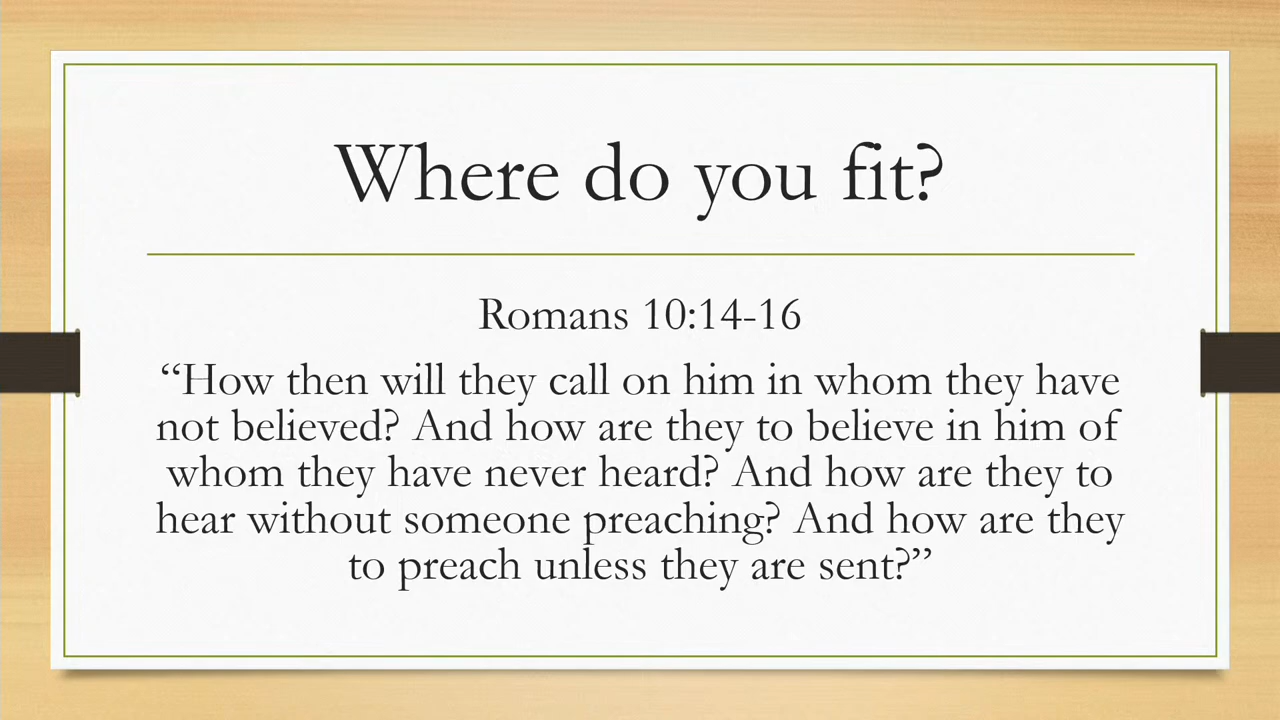 Where do you fit?
Romans 10:14-16
“How then will they call on him in whom they have
not believed? And how are they to believe in him of
whom they have never heard? And how are they to
hear without someone preaching? And how are they
to preach unless they are sent?”